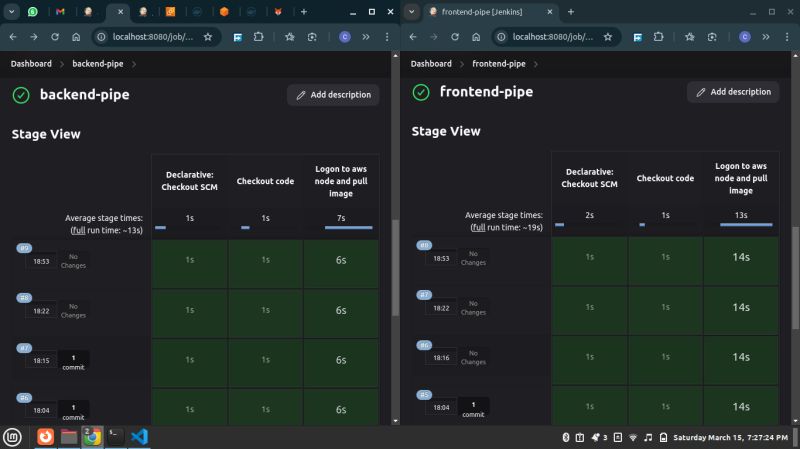 frontend-pipe [Jenkins]
localhost:8080/job/...
localhost:8080/job/...
Dashboard
backend-pipe
backend-pipe
Add description
Stage View
Declarative:
Checkout SCM
Checkout code
Logon to aws
node and pull
image
Average stage times:
(full run time: ~13s)
1s
1s
7s
#9
18:53
No
Changes
1s
1s
6s
#8
18:22
No
Changes
1s
1s
6s
#7
18:15
1
commit
1s
1s
6s
#6
18:04
1
commit
1s
1s
6s
Dashboard
frontend-pipe
frontend-pipe
Add description
Stage View
Declarative:
Checkout SCM
Checkout code
Logon to aws
node and pull
image
Average stage times:
(full run time: ~19s)
2s
1s
13s
#8
18:53
No
Changes
1s
1s
14s
#7
18:22
No
Changes
1s
1s
14s
#6
18:16
No
Changes
1s
1s
14s
#5
18:04
1
commit
1s
1s
14s
2
3
Saturday March 15, 7:27:24 PM